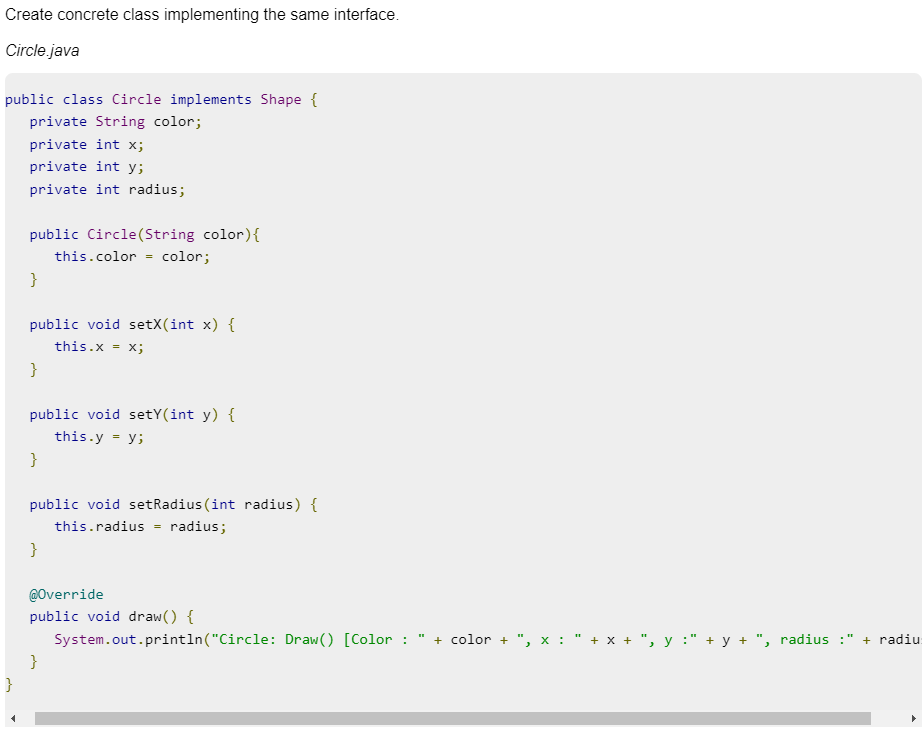 Create concrete class implementing the same interface.
Circle.java
public class Circle implements Shape {
   private String color;
   private int x;
   private int y;
   private int radius;

   public Circle(String color){
      this.color = color;
   }

   public void setX(int x) {
      this.x = x;
   }

   public void setY(int y) {
      this.y = y;
   }

   public void setRadius(int radius) {
      this.radius = radius;
   }

   @Override
   public void draw() {
      System.out.println("Circle: Draw() [Color : " + color + ", x : " + x + ", y :" + y + ", radius :" + radiu
   }
}